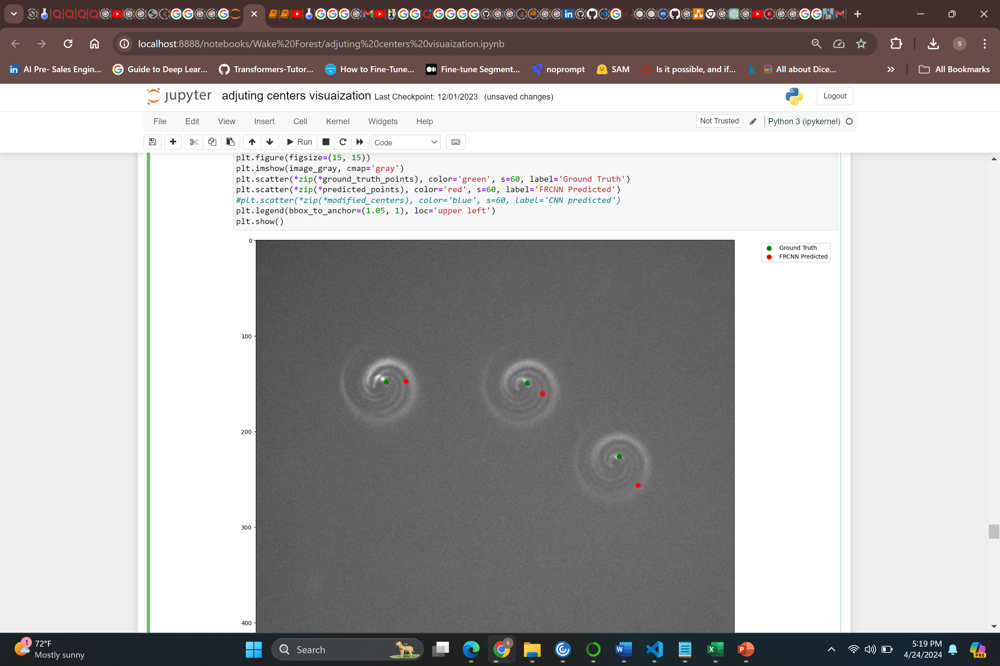 localhost:8888/notebooks/Wake%20Forest/adjuting%20centers%20visuaization.ipynb
S
AI Pre- Sales Engin... Guide to Deep Lear... Transformers-Tutor... How to Fine-Tune... Fine-tune Segment... noprompt SAM Is it possible, and if... All about Dice... All Bookmarks
jupyter adjuting centers visuaization Last Checkpoint: 12/01/2023 (unsaved changes) Logout
File Edit View Insert Cell Kernel Widgets Help Not Trusted Python 3 (ipykernel)
Run Code
plt.figure(figsize=(15, 15))
plt.imshow(image_gray, cmap='gray')
plt.scatter(*zip(*ground_truth_points), color='green', s=60, label='Ground Truth')
plt.scatter(*zip(*predicted_points), color='red', s=60, label='FRCNN Predicted')
#plt.scatter(*zip(*modified_centers), color='blue', s=60, label='CNN predicted')
plt.legend(bbox_to_anchor=(1.05, 1), loc='upper left')
plt.show()
0
Ground Truth
FRCNN Predicted
100
200
300
400
1
72°F
Mostly sunny
Search
5:19 PM
4/24/2024
PRE